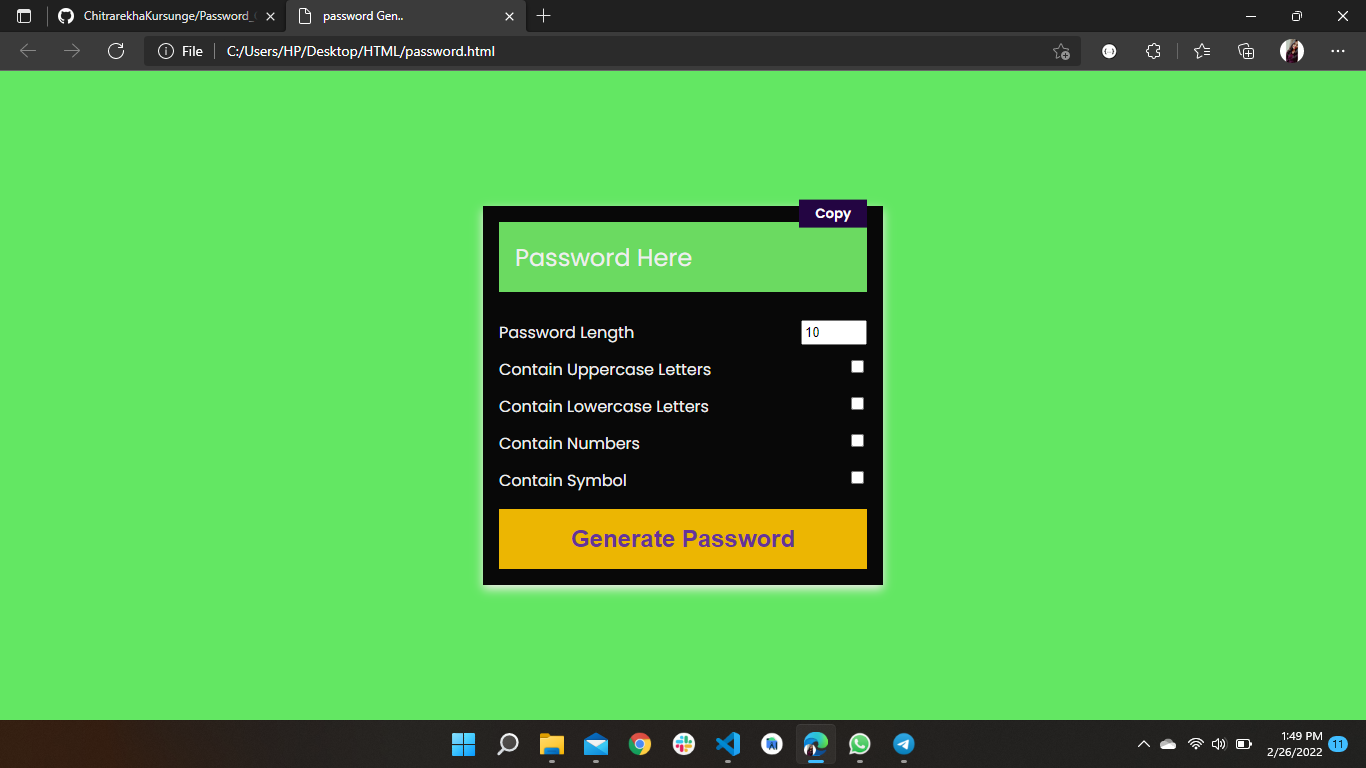 ChitrarekhaKursunge/Password_
password Gen..
File
C:/Users/HP/Desktop/HTML/password.html
Copy
Password Here
Password Length
10
Contain Uppercase Letters
Contain Lowercase Letters
Contain Numbers
Contain Symbol
Generate Password
1:49 PM
2/26/2022
11